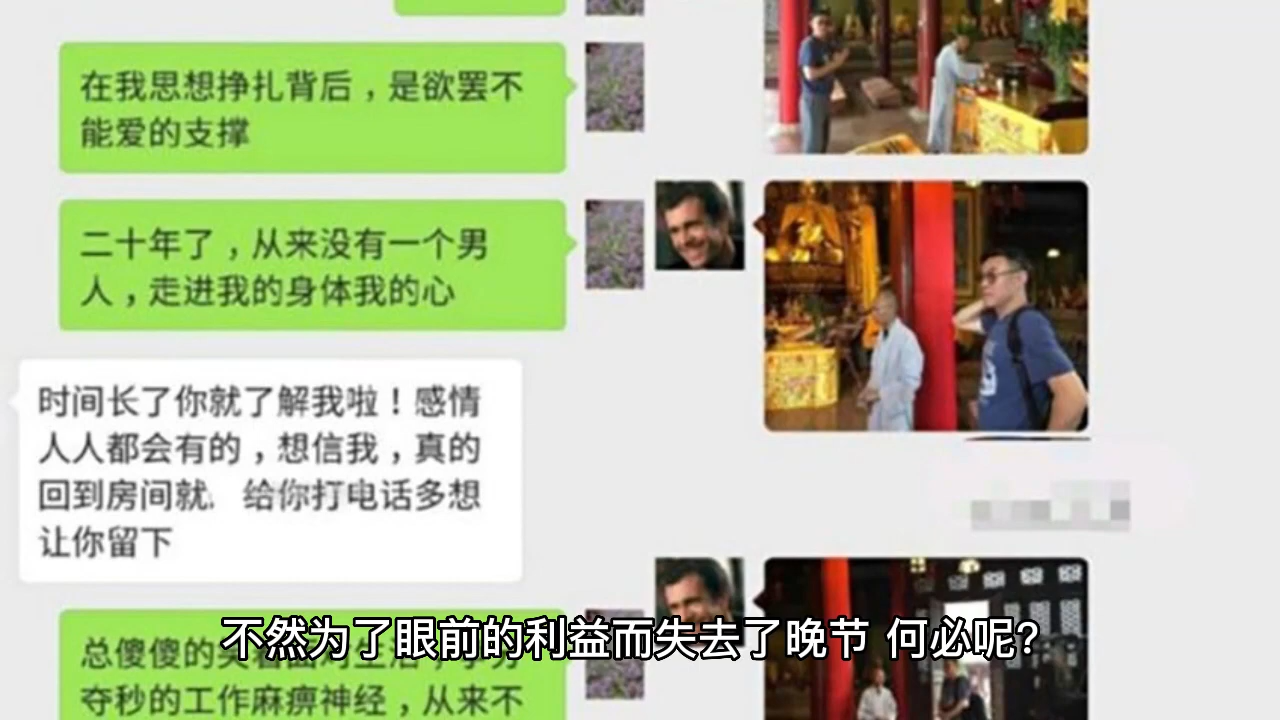 在我思想挣扎背后，是欲罢不
能爱的支撑
二十年了，从来没有一个男
人，走进我的身体我的心
时间长了你就了解我啦！感情
人人都会有的，想信我，真的
回到房间就 给你打电话多想
让你留下
总傻傻的
夺秒的工作麻痹神经，从来不
不然为了眼前的利益而失去了晚节 何必呢?